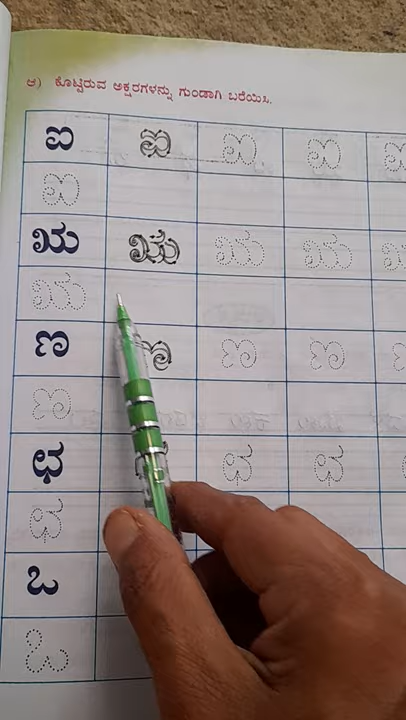 ಆ) ಕೊಟ್ಟಿರುವ ಅಕ್ಷರಗಳನ್ನು ಗುಂಡಾಗಿ ಬರೆಯಿಸಿ.
ಐ ಐ ಐ ಐ ಐ
ಐ
ಋ ಋ ಋ ಋ ಋ
ಋ
ಣ ಣ ಣ ಣ ಣ
ಣ
ಛ ಛ ಛ
ಛ
ಒ
ಒ